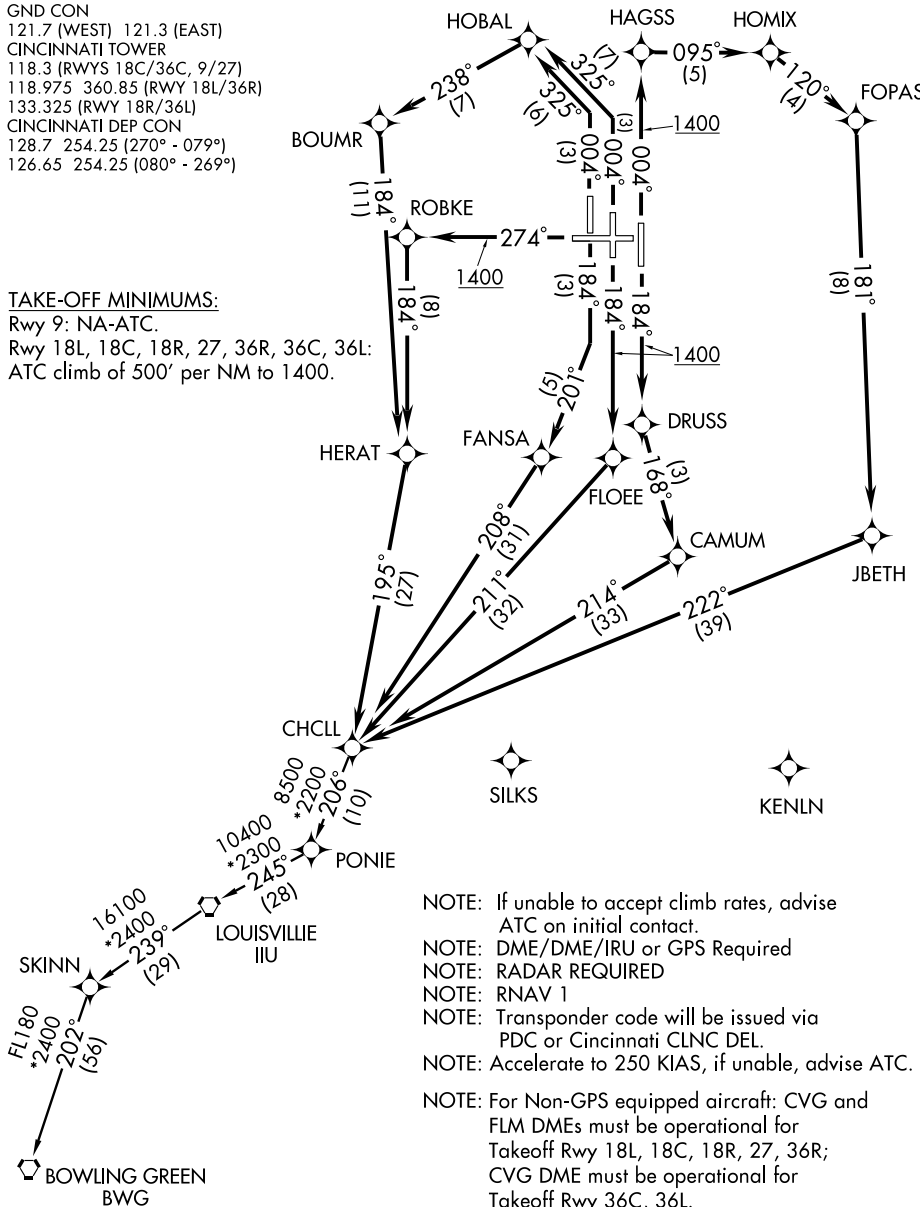 GND CON
121.7 (WEST) 121.3 (EAST)
CINCINNATI TOWER
118.3 (RWYS 18C/36C, 9/27)
118.975 360.85 (RWY 18L/36R)
133.325 (RWY 18R/36L)
CINCINNATI DEP CON
128.7 254.25 (270° - 079°)
126.65 254.25 (080° - 269°)
HOBAL
HAGSS
HOMIX
FOPAS
095°
(5)
120°
(4)
238°
(7)
325°
(7)
325°
(6)
BOUMR
(3)
004°
(3)
004°
004°
1400
184°
(11)
ROBKE
274°
1400
184°
(8)
184°
(3)
184°
184°
1400
181°
(8)
TAKE-OFF MINIMUMS:
Rwy 9: NA-ATC.
Rwy 18L, 18C, 18R, 27, 36R, 36C, 36L:
ATC climb of 500' per NM to 1400.
201°
(5)
DRUSS
HERAT
FANSA
FLOEE
168°
(3)
CAMUM
JBETH
195°
(27)
208°
(31)
211°
(32)
214°
(33)
222°
(39)
CHCLL
SILKS
KENLN
8500
*2200
206°
(10)
PONIE
10400
*2300
245°
(28)
LOUISVILLIE
IIU
16100
*2400
239°
(29)
SKINN
FL180
*2400
202°
(56)
BOWLING GREEN
BWG
NOTE: If unable to accept climb rates, advise
ATC on initial contact.
NOTE: DME/DME/IRU or GPS Required
NOTE: RADAR REQUIRED
NOTE: RNAV 1
NOTE: Transponder code will be issued via
PDC or Cincinnati CLNC DEL.
NOTE: Accelerate to 250 KIAS, if unable, advise ATC.
NOTE: For Non-GPS equipped aircraft: CVG and
FLM DMEs must be operational for
Takeoff Rwy 18L, 18C, 18R, 27, 36R;
CVG DME must be operational for
Takeoff Rwy 36C, 36L.